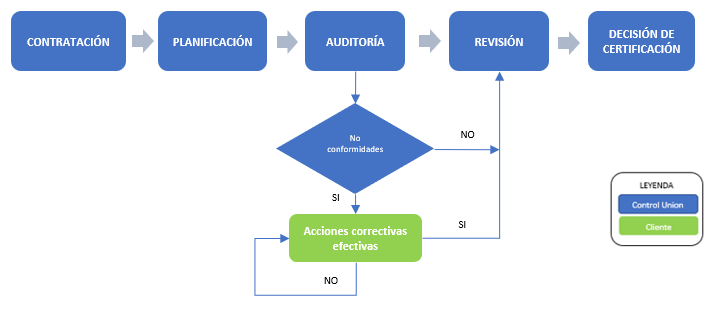 CONTRATACIÓN
PLANIFICACIÓN
AUDITORÍA
REVISIÓN
DECISIÓN DE
CERTIFICACIÓN
No
conformidades
NO
SI
Acciones correctivas
efectivas
SI
NO
LEYENDA
Control Union
Cliente